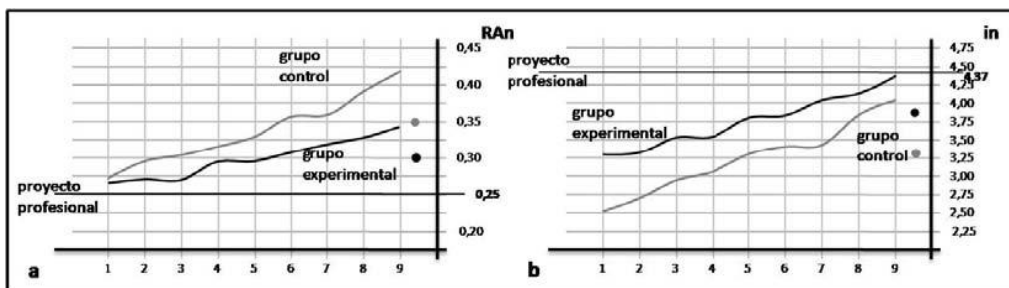 RAn
0,45
0,40
0,35
0,30
0,25
0,20
grupo
control
grupo
experimental
proyecto
profesional
1 2 3 4 5 6 7 8 9
a
in
4,75
4,50
4,37
4,25
4,00
3,75
3,50
3,25
3,00
2,75
2,50
2,25
proyecto
profesional
grupo
experimental
grupo
control
1 2 3 4 5 6 7 8 9
b